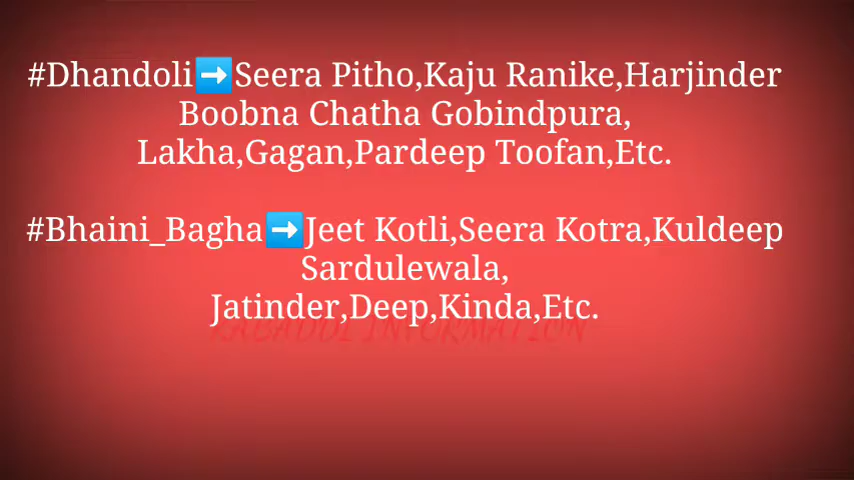 #Dhandoli➡️Seera Pitho,Kaju Ranike,Harjinder
Boobna Chatha Gobindpura,
Lakha,Gagan,Pardeep Toofan,Etc.
#Bhaini_Bagha➡️Jeet Kotli,Seera Kotra,Kuldeep
Sardulewala,
Jatinder,Deep,Kinda,Etc.
KABADDI INFORMATION